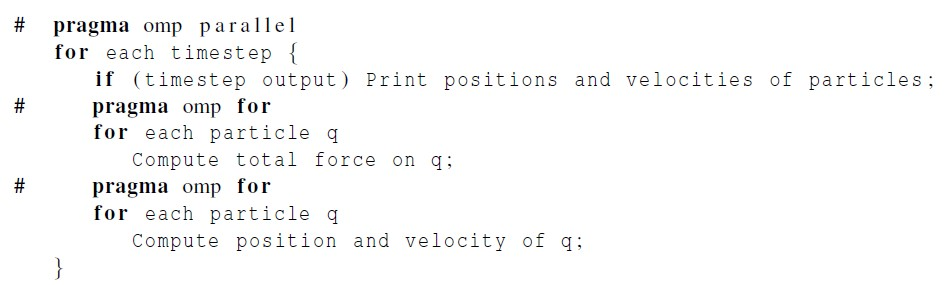 # pragma omp parallel
for each timestep {
if (timestep output) Print positions and velocities of particles;
# pragma omp for
for each particle q
Compute total force on q;
# pragma omp for
for each particle q
Compute position and velocity of q;
}